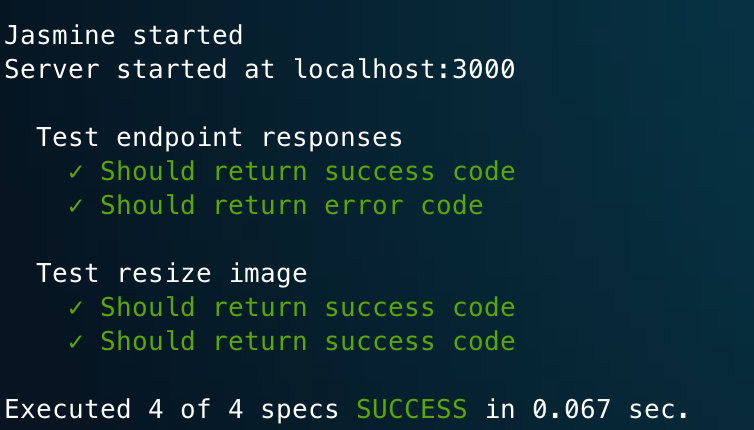 Jasmine started
Server started at localhost:3000
Test endpoint responses
✓ Should return success code
✓ Should return error code
Test resize image
✓ Should return success code
✓ Should return success code
Executed 4 of 4 specs SUCCESS in 0.067 sec.